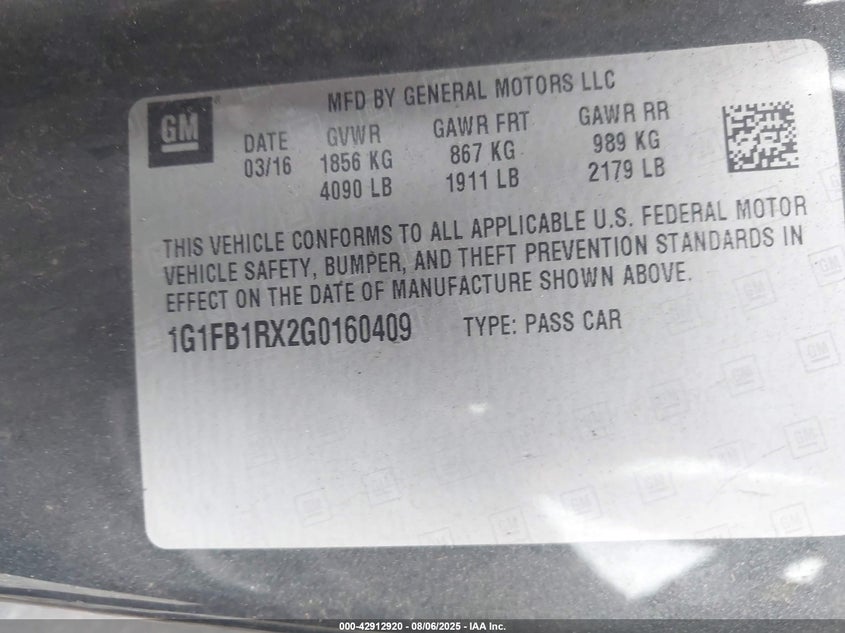 MFD BY GENERAL MOTORS LLC
GM
DATE GVWR GAWR FRT GAWR RR
03/16 1856 KG 867 KG 989 KG
4090 LB 1911 LB 2179 LB
THIS VEHICLE CONFORMS TO ALL APPLICABLE U.S. FEDERAL MOTOR
VEHICLE SAFETY, BUMPER, AND THEFT PREVENTION STANDARDS IN
EFFECT ON THE DATE OF MANUFACTURE SHOWN ABOVE.
1G1FB1RX2G0160409 TYPE: PASS CAR
000-42912920 - 08/06/2025 - IAA Inc.